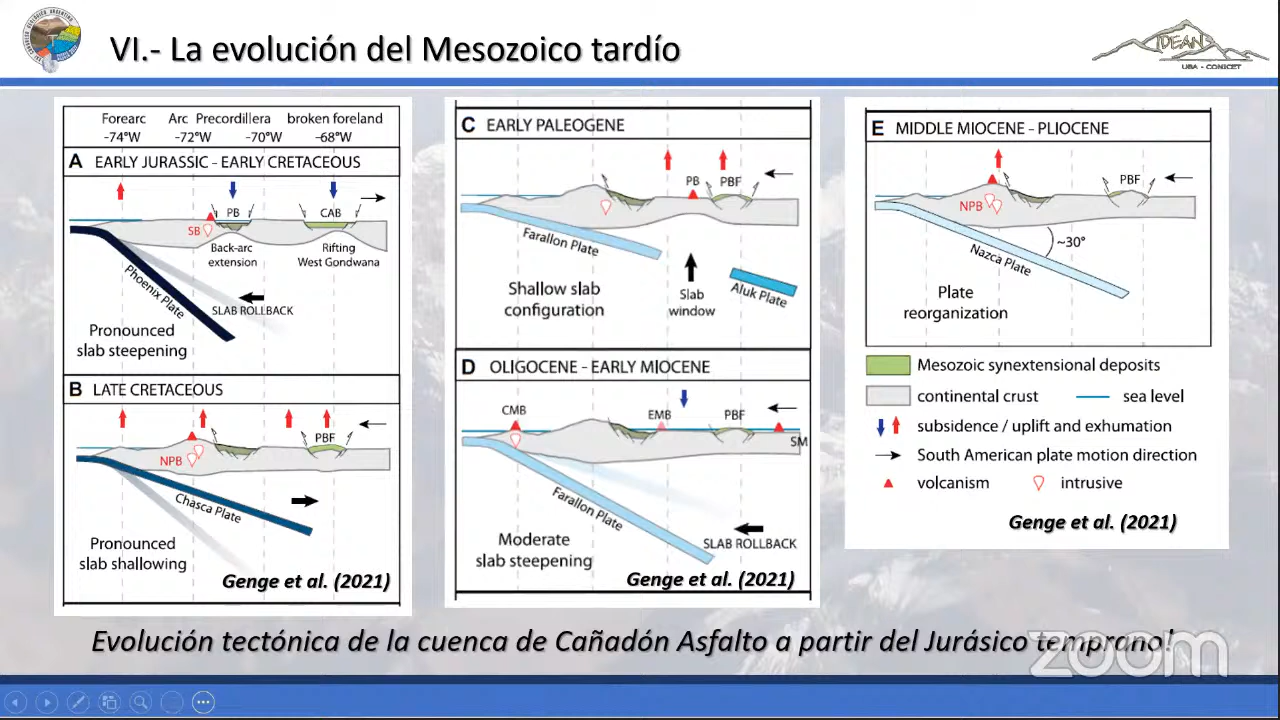 VI.- La evolución del Mesozoico tardío
IDEAN
UBA - CONICET
Forearc Arc Precordillera broken foreland
-74°W -72°W -70°W -68°W
A EARLY JURASSIC - EARLY CRETACEOUS
PB
CAB
SB
Back-arc
extension
Rifting
West Gondwana
Phoenix Plate
SLAB ROLLBACK
Pronounced
slab steepening
B LATE CRETACEOUS
PBF
NPB
Chasca Plate
Pronounced
slab shallowing
Genge et al. (2021)
C EARLY PALEOGENE
PB PBF
Farallon Plate
Shallow slab
configuration
Slab
window
Aluk Plate
D OLIGOCENE - EARLY MIOCENE
CMB
EMB
PBF
SM
Farallon Plate
Moderate
slab steepening
SLAB ROLLBACK
Genge et al. (2021)
E MIDDLE MIOCENE - PLIOCENE
PBF
NPB
~30°
Nazca Plate
Plate
reorganization
Mesozoic synextensional deposits
continental crust
sea level
subsidence / uplift and exhumation
South American plate motion direction
volcanism
intrusive
Genge et al. (2021)
Evolución tectónica de la cuenca de Cañadón Asfalto a partir del Jurásico temprano!
zoom